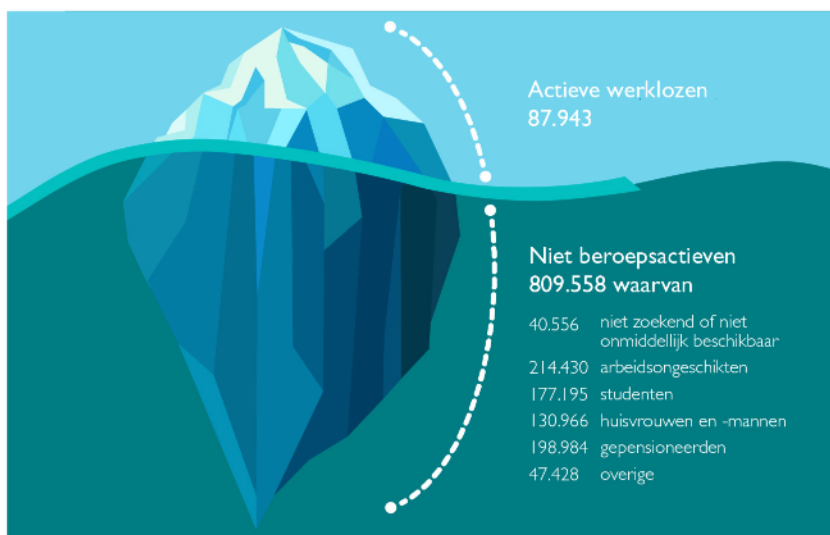 Actieve werklozen
87.943
Niet beroepsactieven
809.558 waarvan
40.556 niet zoekend of niet
onmiddellijk beschikbaar
214.430 arbeidsongeschikten
177.195 studenten
130.966 huisvrouwen en -mannen
198.984 gepensioneerden
47.428 overige